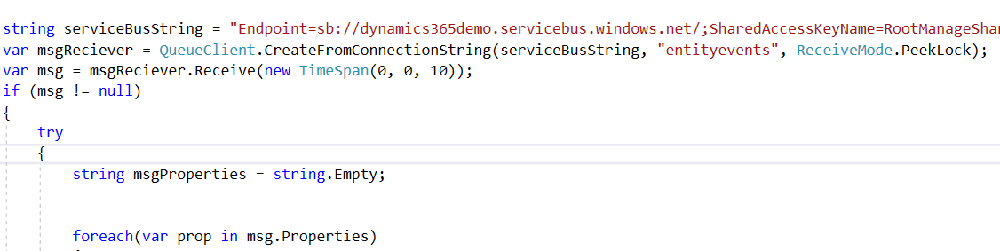 string serviceBusString = "Endpoint=sb://dynamics365demo.servicebus.windows.net/;SharedAccessKeyName=RootManageShar
var msgReciever = QueueClient.CreateFromConnectionString(serviceBusString, "entityevents", ReceiveMode.PeekLock);
var msg = msgReciever.Receive(new TimeSpan(0, 0, 10));
if (msg != null)
{
try
{
string msgProperties = string.Empty;
foreach(var prop in msg.Properties)